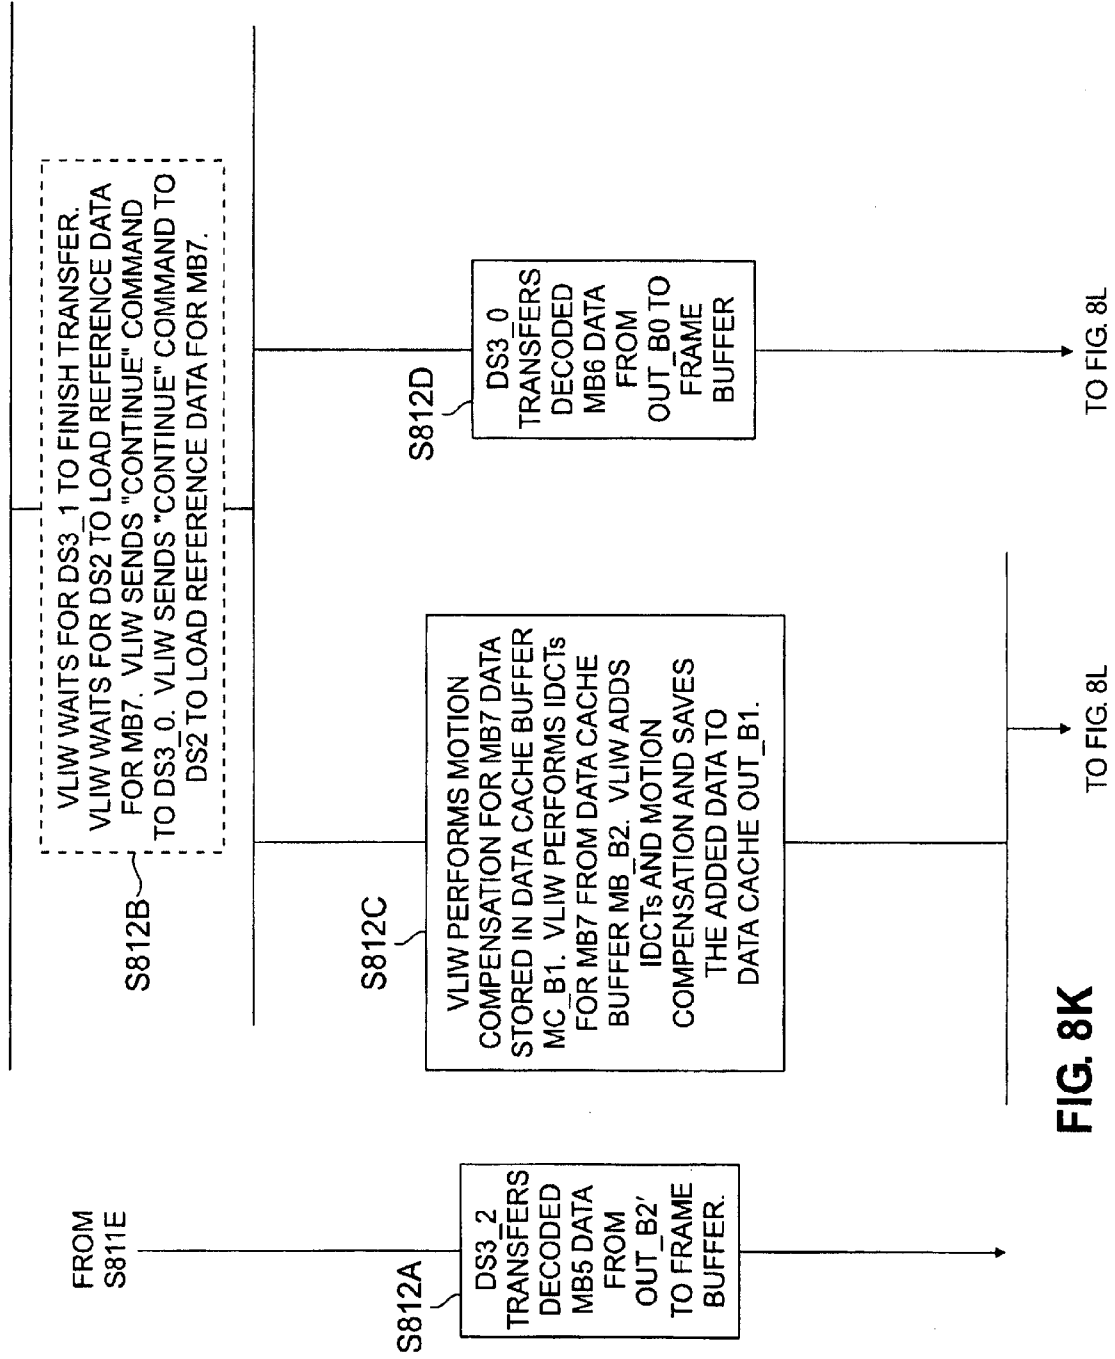 FROM
S811E
S812A
DS3_2
TRANSFERS
DECODED
MB5 DATA
FROM
OUT_B2'
TO FRAME
BUFFER.
S812B
VLIW WAITS FOR DS3_1 TO FINISH TRANSFER.
VLIW WAITS FOR DS2 TO LOAD REFERENCE DATA
FOR MB7. VLIW SENDS "CONTINUE" COMMAND
TO DS3_0. VLIW SENDS "CONTINUE" COMMAND TO
DS2 TO LOAD REFERENCE DATA FOR MB7.
S812C
VLIW PERFORMS MOTION
COMPENSATION FOR MB7 DATA
STORED IN DATA CACHE BUFFER
MC_B1. VLIW PERFORMS IDCTs
FOR MB7 FROM DATA CACHE
BUFFER MB_B2. VLIW ADDS
IDCTs AND MOTION
COMPENSATION AND SAVES
THE ADDED DATA TO
DATA CACHE OUT_B1.
S812D
DS3_0
TRANSFERS
DECODED
MB6 DATA
FROM
OUT_B0 TO
FRAME
BUFFER
TO FIG. 8L
TO FIG. 8L
FIG. 8K